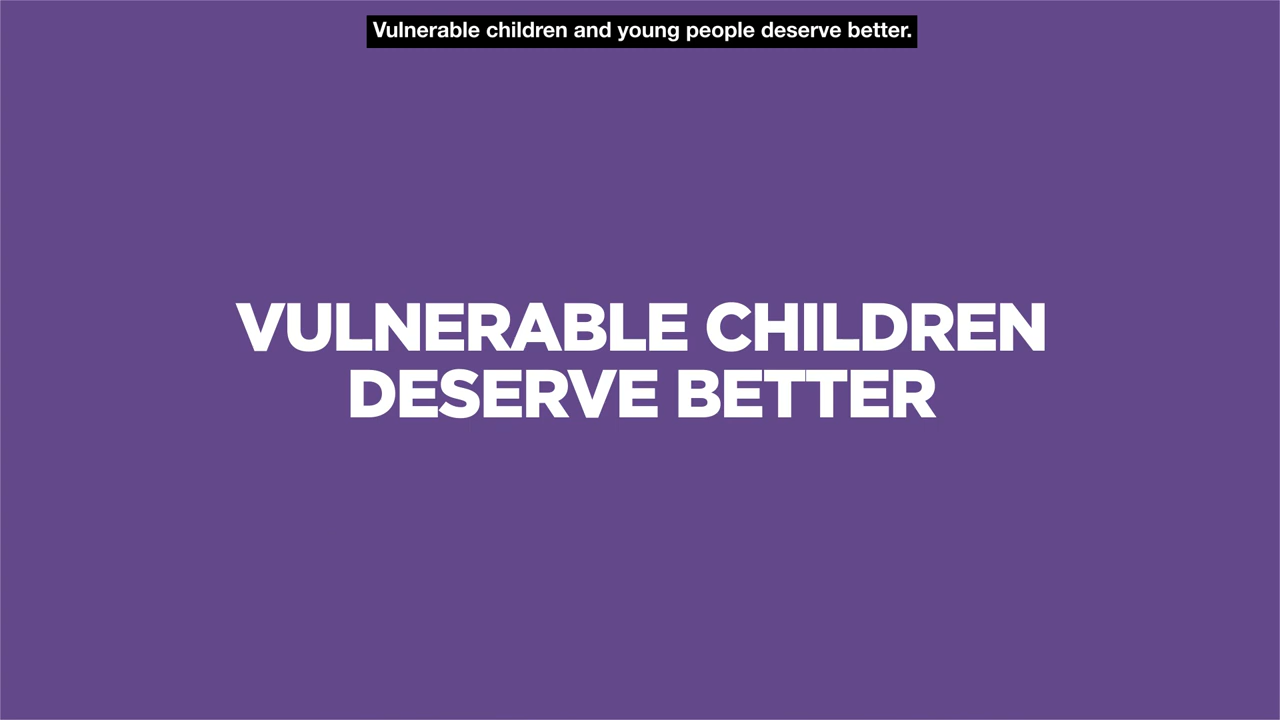 Vulnerable children and young people deserve better.
VULNERABLE CHILDREN
DESERVE BETTER